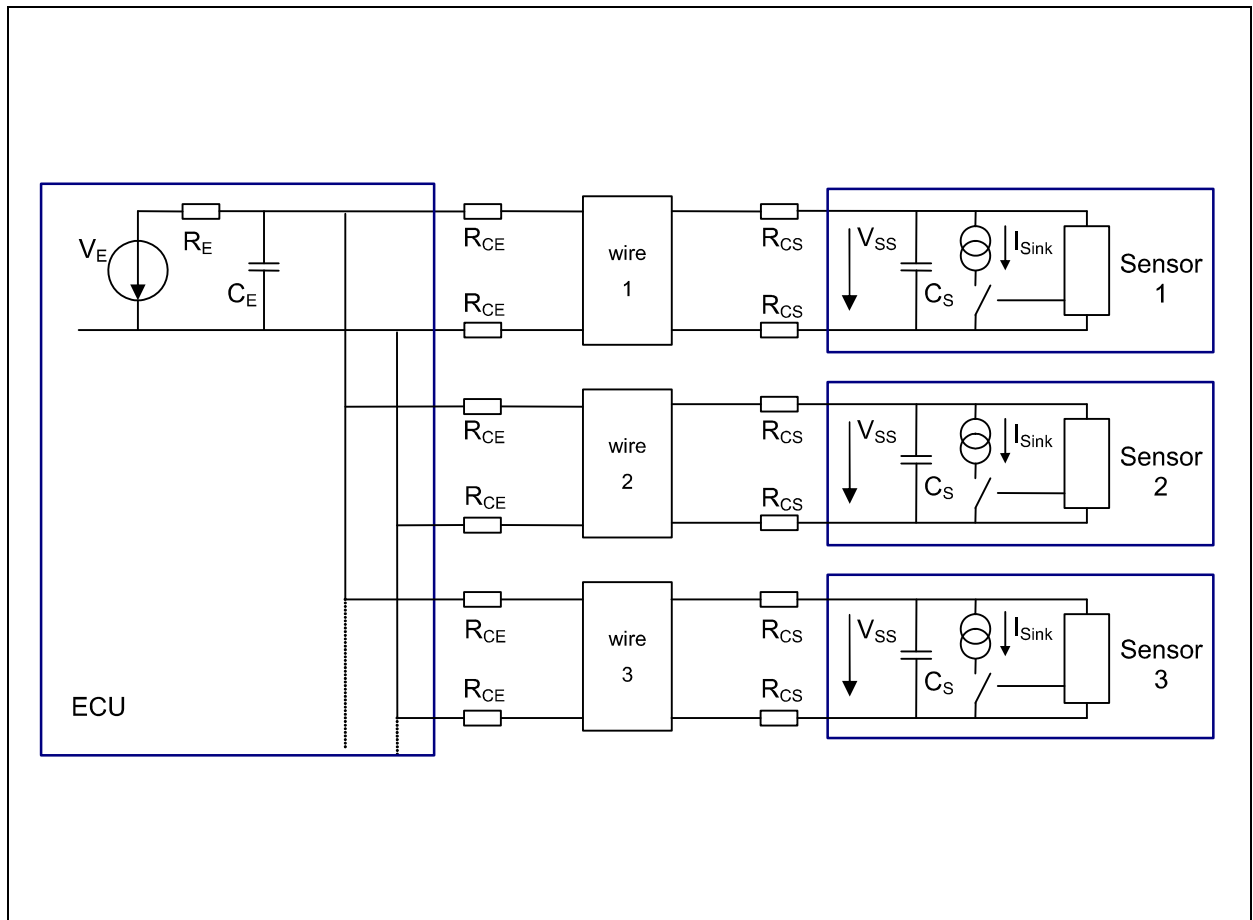 V_E
R_E
C_E
ECU
R_CE
R_CE
wire
1
R_CS
R_CS
V_SS
C_S
I_Sink
Sensor
1
R_CE
R_CE
wire
2
R_CS
R_CS
V_SS
C_S
I_Sink
Sensor
2
R_CE
R_CE
wire
3
R_CS
R_CS
V_SS
C_S
I_Sink
Sensor
3